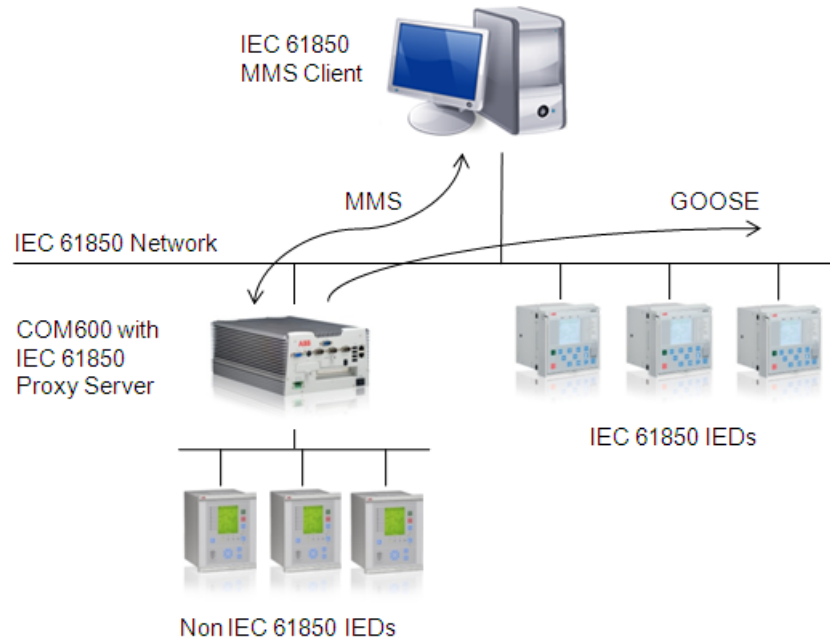 IEC 61850
MMS Client
MMS
GOOSE
IEC 61850 Network
COM600 with
IEC 61850
Proxy Server
ABB
IEC 61850 IEDs
Non IEC 61850 IEDs